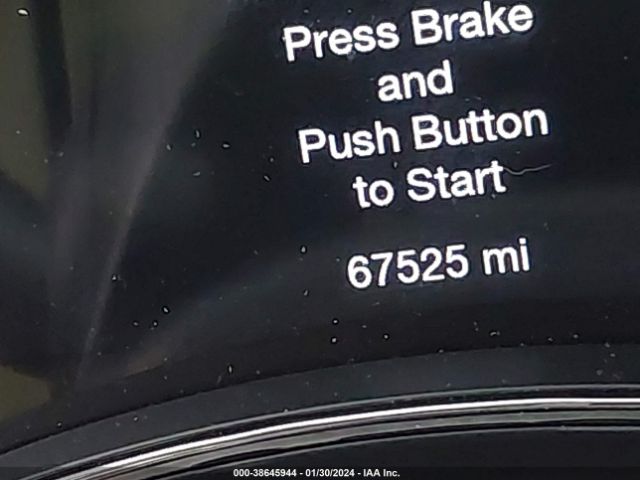 Press Brake
and
Push Button
to Start
67525 mi
000-38645944 - 01/30/2024 - IAA Inc.